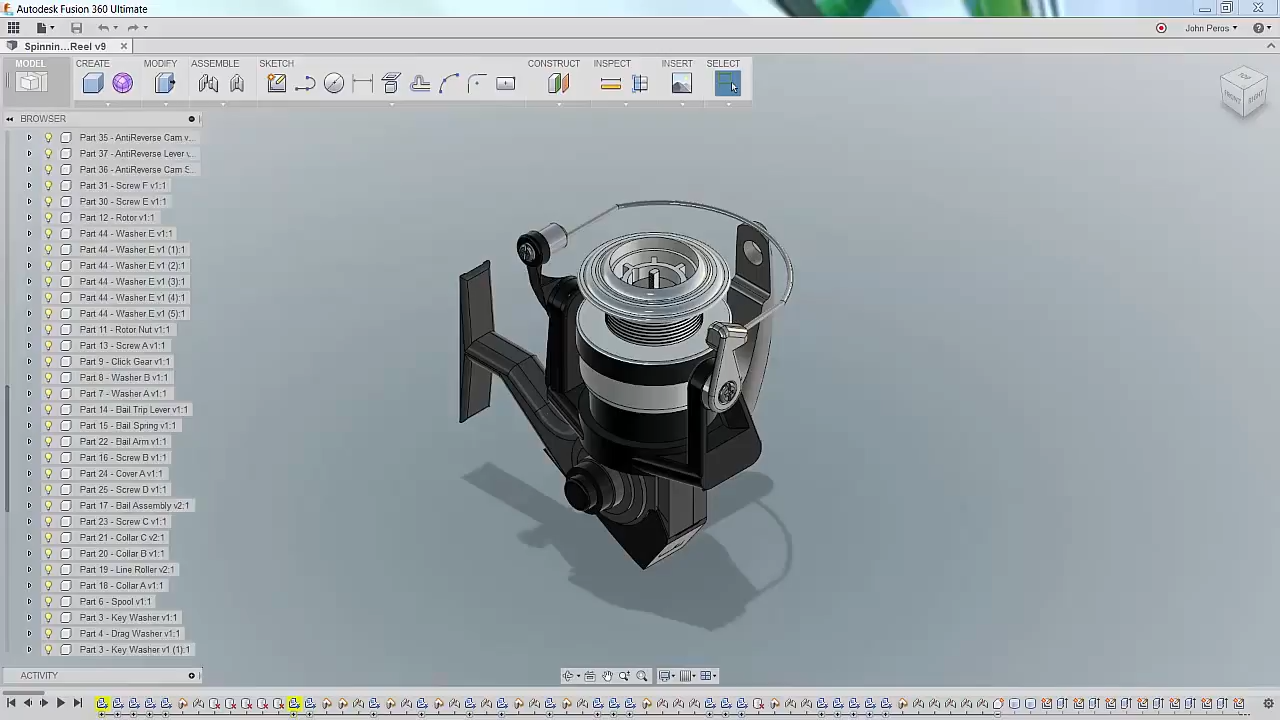 Autodesk Fusion 360 Ultimate
John Peros
Spinnin...Reel v9
MODEL
CREATE
MODIFY
ASSEMBLE
SKETCH
CONSTRUCT
INSPECT
INSERT
SELECT
TOP
FRONT
RIGHT
BROWSER
Part 35 - AntiReverse Cam v...
Part 37 - AntiReverse Lever v...
Part 36 - AntiReverse Cam S...
Part 31 - Screw F v1:1
Part 30 - Screw E v1:1
Part 12 - Rotor v1:1
Part 44 - Washer E v1:1
Part 44 - Washer E v1 (1):1
Part 44 - Washer E v1 (2):1
Part 44 - Washer E v1 (3):1
Part 44 - Washer E v1 (4):1
Part 44 - Washer E v1 (5):1
Part 11 - Rotor Nut v1:1
Part 13 - Screw A v1:1
Part 9 - Click Gear v1:1
Part 8 - Washer B v1:1
Part 7 - Washer A v1:1
Part 14 - Bail Trip Lever v1:1
Part 15 - Bail Spring v1:1
Part 22 - Bail Arm v1:1
Part 16 - Screw B v1:1
Part 24 - Cover A v1:1
Part 25 - Screw D v1:1
Part 17 - Bail Assembly v2:1
Part 23 - Screw C v1:1
Part 21 - Collar C v2:1
Part 20 - Collar B v1:1
Part 19 - Line Roller v2:1
Part 18 - Collar A v1:1
Part 6 - Spool v1:1
Part 3 - Key Washer v1:1
Part 4 - Drag Washer v1:1
Part 3 - Key Washer v1 (1):1
ACTIVITY